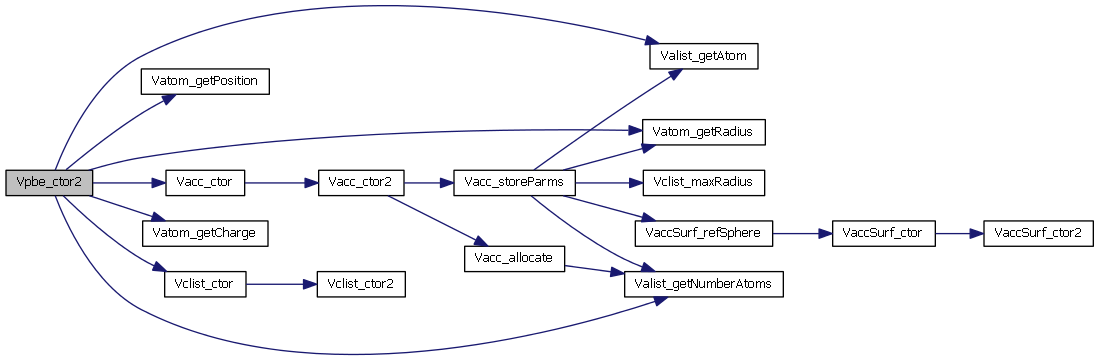 Vpbe_ctor2
Valist_getAtom
Vatom_getPosition
Vatom_getRadius
Vacc_ctor
Vacc_ctor2
Vacc_storeParms
Vclist_maxRadius
Vatom_getCharge
VaccSurf_refSphere
VaccSurf_ctor
VaccSurf_ctor2
Vacc_allocate
Vclist_ctor
Vclist_ctor2
Valist_getNumberAtoms